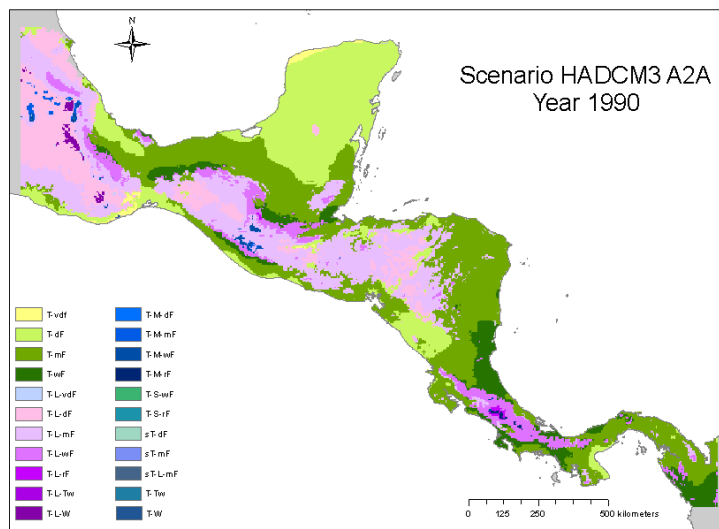 N
Scenario HADCM3 A2A
Year 1990
T-vdf
T-dF
T-mF
T-wF
T-L-vdF
T-L-dF
T-L-mF
T-L-wF
T-L-rF
T-L-Tw
T-L-W
T-M-dF
T-M-mF
T-M-wF
T-M-rF
T-S-wF
T-S-rF
sT-dF
sT-mF
sT-L-mF
T-Tw
T-W
0 125 250 500 kilometers